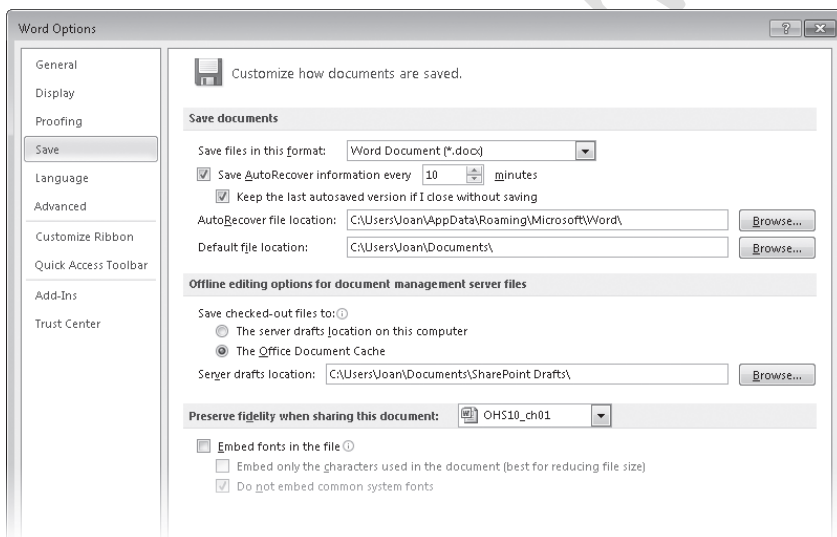 Word Options
General
Display
Proofing
Save
Language
Advanced
Customize Ribbon
Quick Access Toolbar
Add-Ins
Trust Center
Customize how documents are saved.
Save documents
Save files in this format: Word Document (*.docx)
Save AutoRecover information every 10 minutes
Keep the last autosaved version if I close without saving
AutoRecover file location: C:\Users\Joan\AppData\Roaming\Microsoft\Word\ Browse...
Default file location: C:\Users\Joan\Documents\ Browse...
Offline editing options for document management server files
Save checked-out files to:
The server drafts location on this computer
The Office Document Cache
Server drafts location: C:\Users\Joan\Documents\SharePoint Drafts\ Browse...
Preserve fidelity when sharing this document: OHS10_ch01
Embed fonts in the file
Embed only the characters used in the document (best for reducing file size)
Do not embed common system fonts